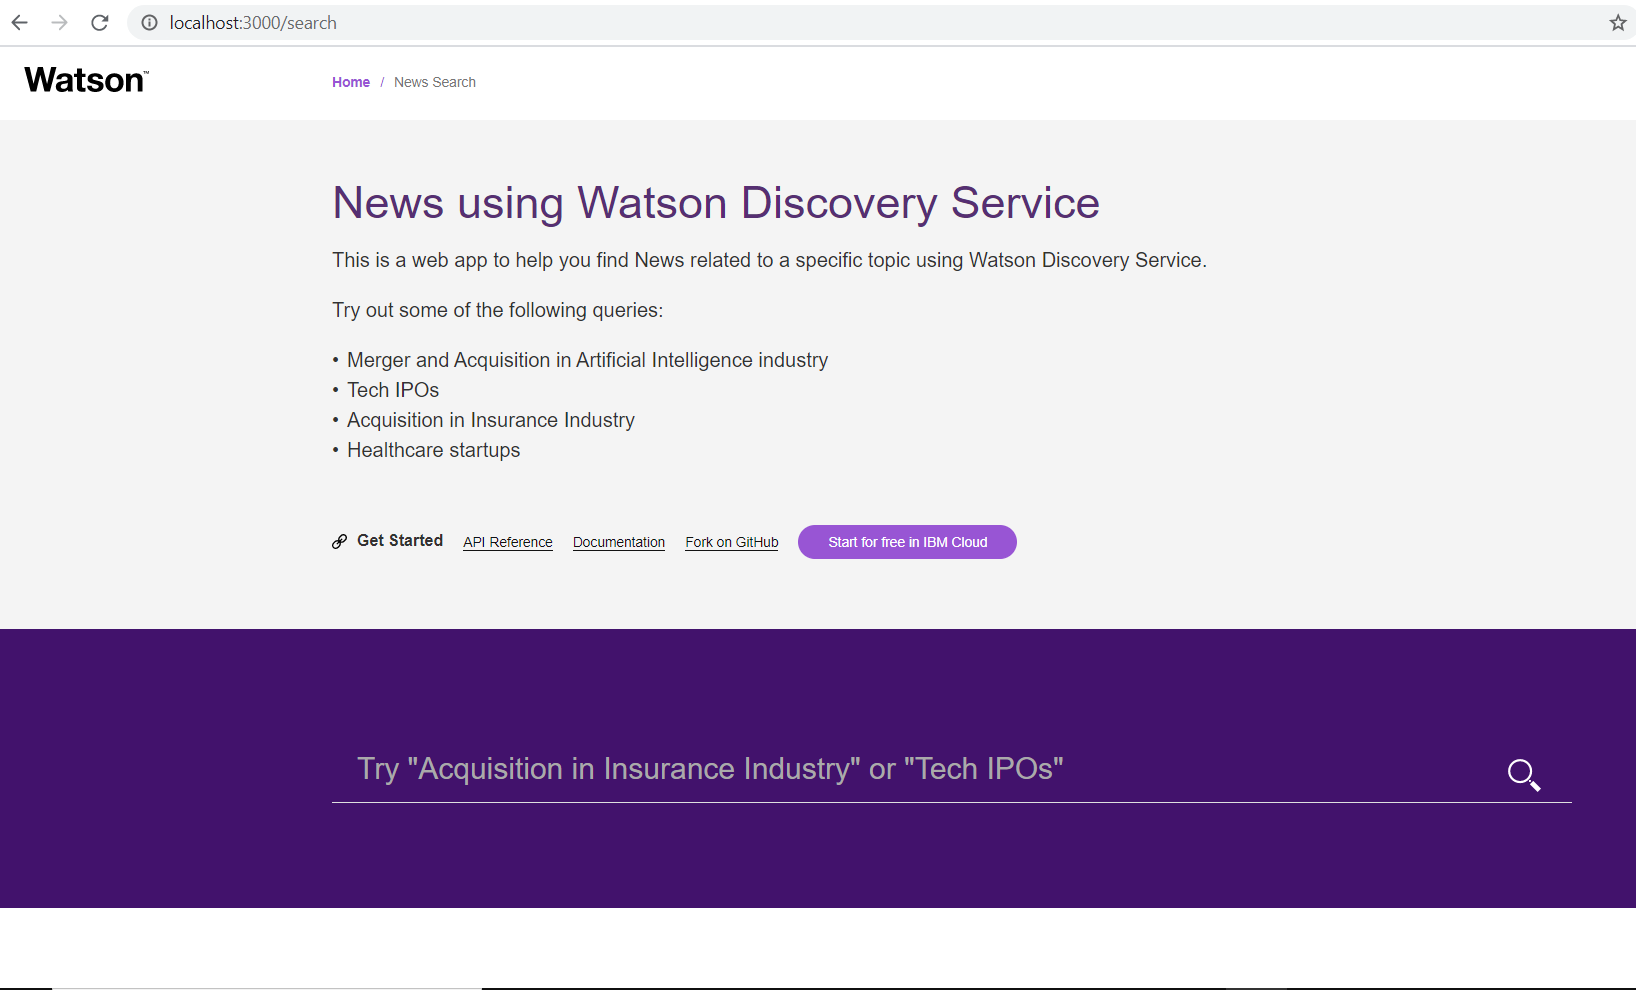 localhost:3000/search
Watson™
Home / News Search
News using Watson Discovery Service
This is a web app to help you find News related to a specific topic using Watson Discovery Service.
Try out some of the following queries:
• Merger and Acquisition in Artificial Intelligence industry
• Tech IPOs
• Acquisition in Insurance Industry
• Healthcare startups
Get Started API Reference Documentation Fork on GitHub Start for free in IBM Cloud
Try "Acquisition in Insurance Industry" or "Tech IPOs"